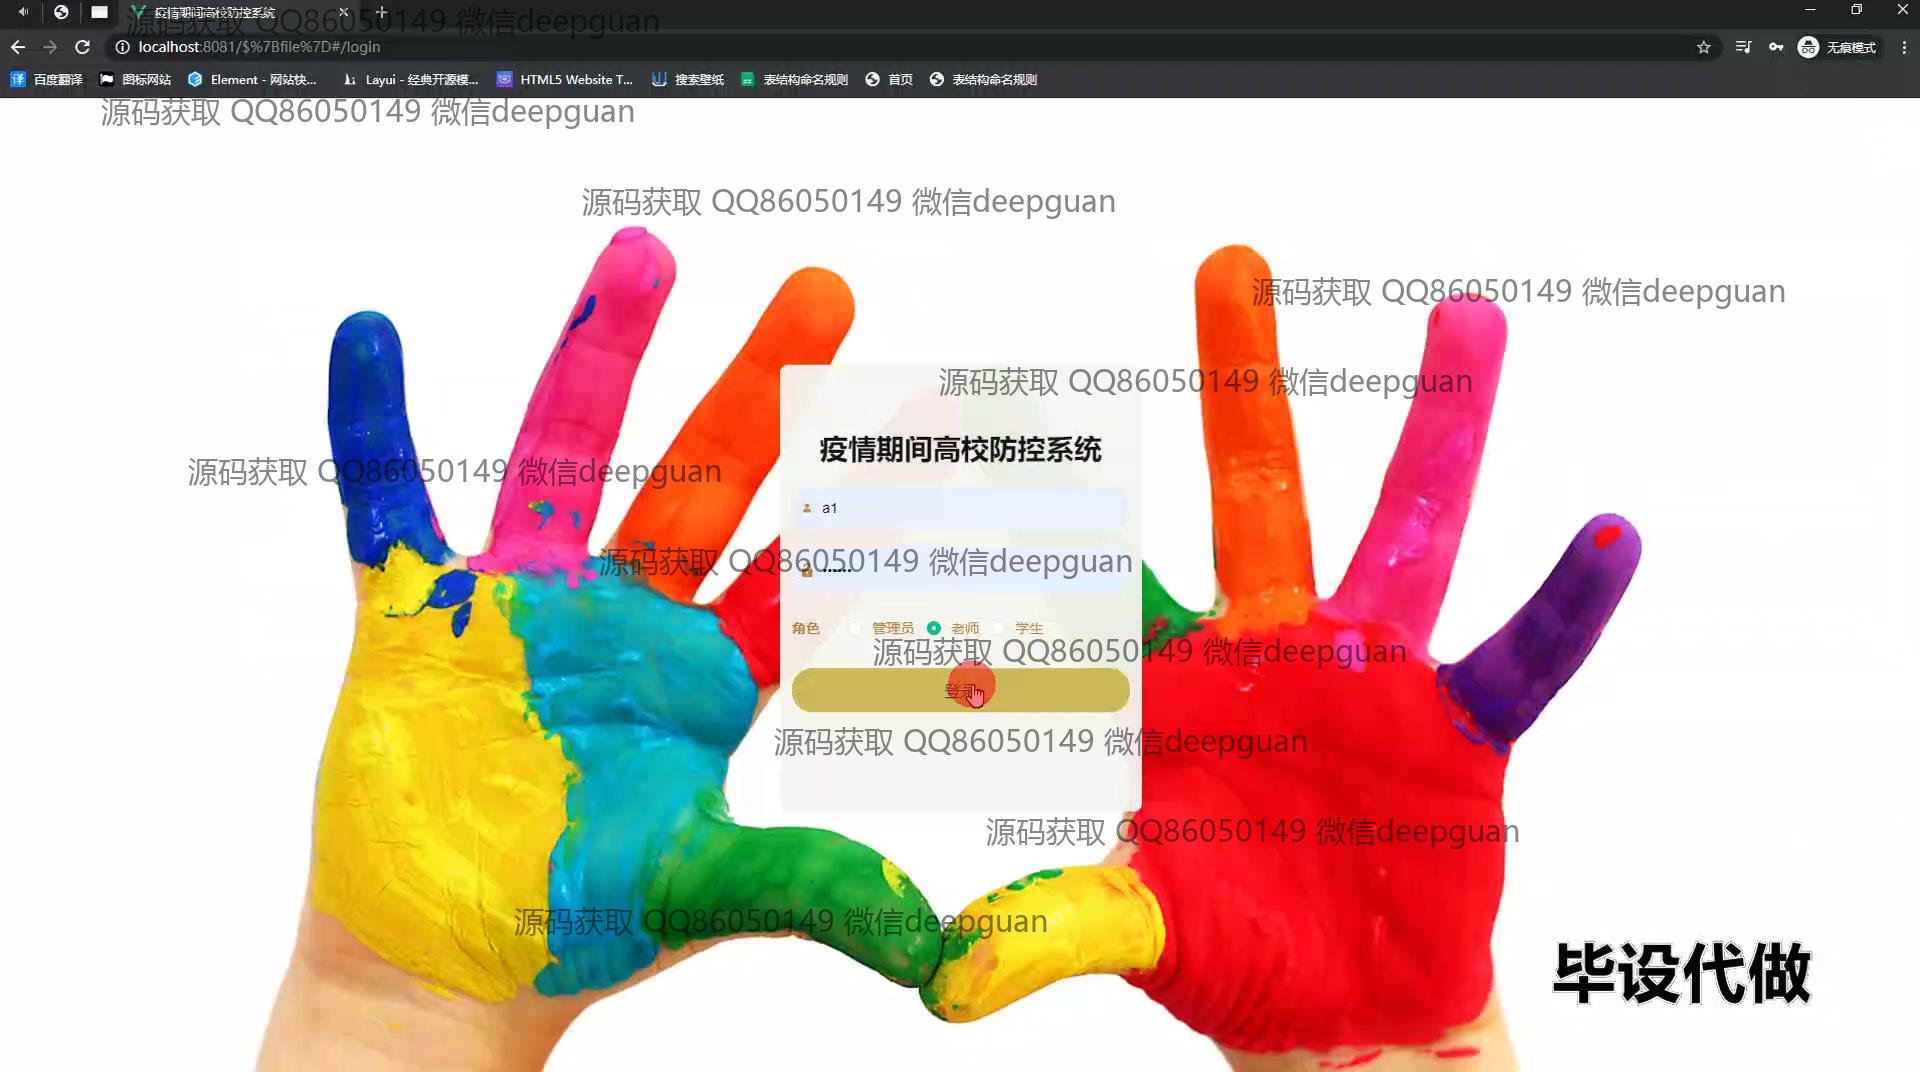 疫情期间高校防控系统
源码获取 QQ86050149 微信deepguan
localhost:8081/$%7Bfile%7D#/login
无痕模式
百度翻译 图标网站 Element - 网站快... Layui - 经典开源模... HTML5 Website T... 搜索壁纸 表结构命名规则 首页 表结构命名规则
源码获取 QQ86050149 微信deepguan
源码获取 QQ86050149 微信deepguan
源码获取 QQ86050149 微信deepguan
源码获取 QQ86050149 微信deepguan
疫情期间高校防控系统
源码获取 QQ86050149 微信deepguan
a1
源码获取 QQ86050149 微信deepguan
角色 管理员 老师 学生
源码获取 QQ86050149 微信deepguan
登录
源码获取 QQ86050149 微信deepguan
源码获取 QQ86050149 微信deepguan
源码获取 QQ86050149 微信deepguan
毕设代做